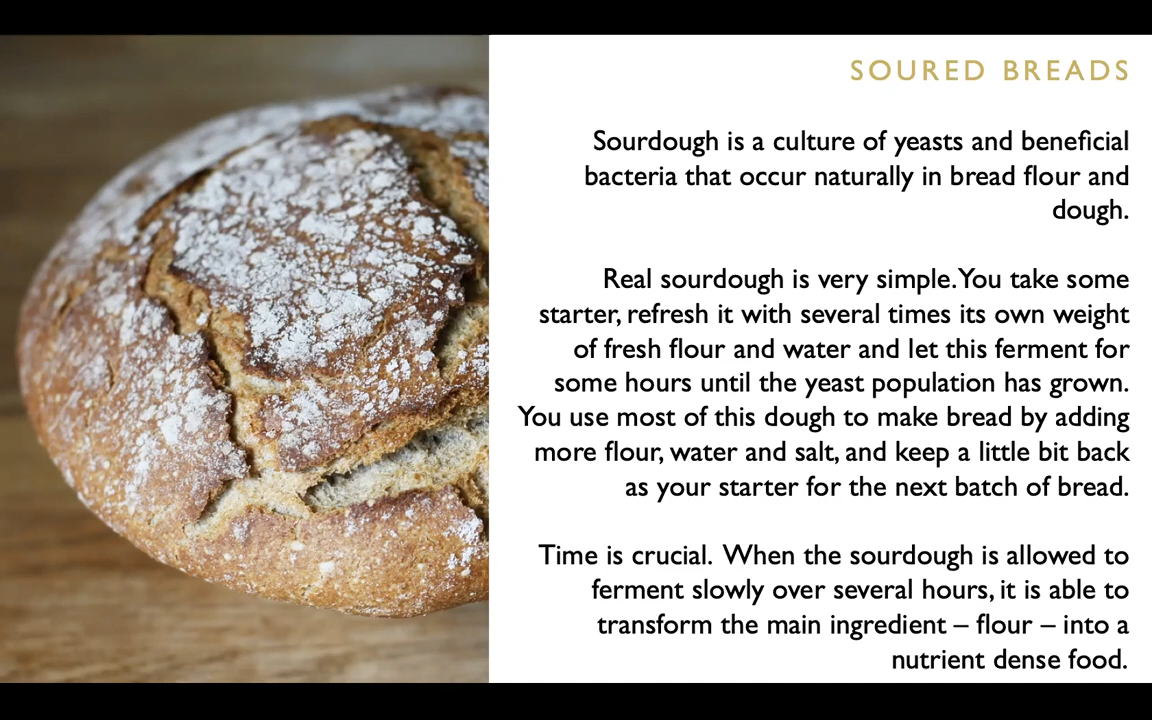 SOURED BREADS
Sourdough is a culture of yeasts and beneficial
bacteria that occur naturally in bread flour and
dough.
Real sourdough is very simple. You take some
starter, refresh it with several times its own weight
of fresh flour and water and let this ferment for
some hours until the yeast population has grown.
You use most of this dough to make bread by adding
more flour, water and salt, and keep a little bit back
as your starter for the next batch of bread.
Time is crucial. When the sourdough is allowed to
ferment slowly over several hours, it is able to
transform the main ingredient – flour – into a
nutrient dense food.